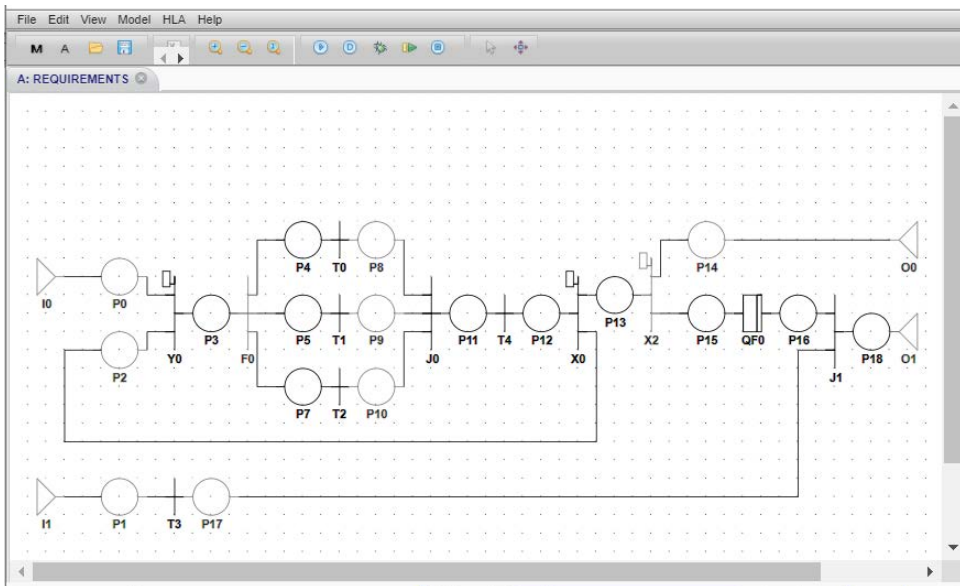 File Edit View Model HLA Help
M A
A: REQUIREMENTS
P4 T0 P8 P14 O0
I0 P0 P13
P3 P5 T1 P9 P11 T4 P12 P15 QF0 P16 P18 O1
P2 Y0 F0 J0 X0 X2 J1
P7 T2 P10
I1 P1 T3 P17